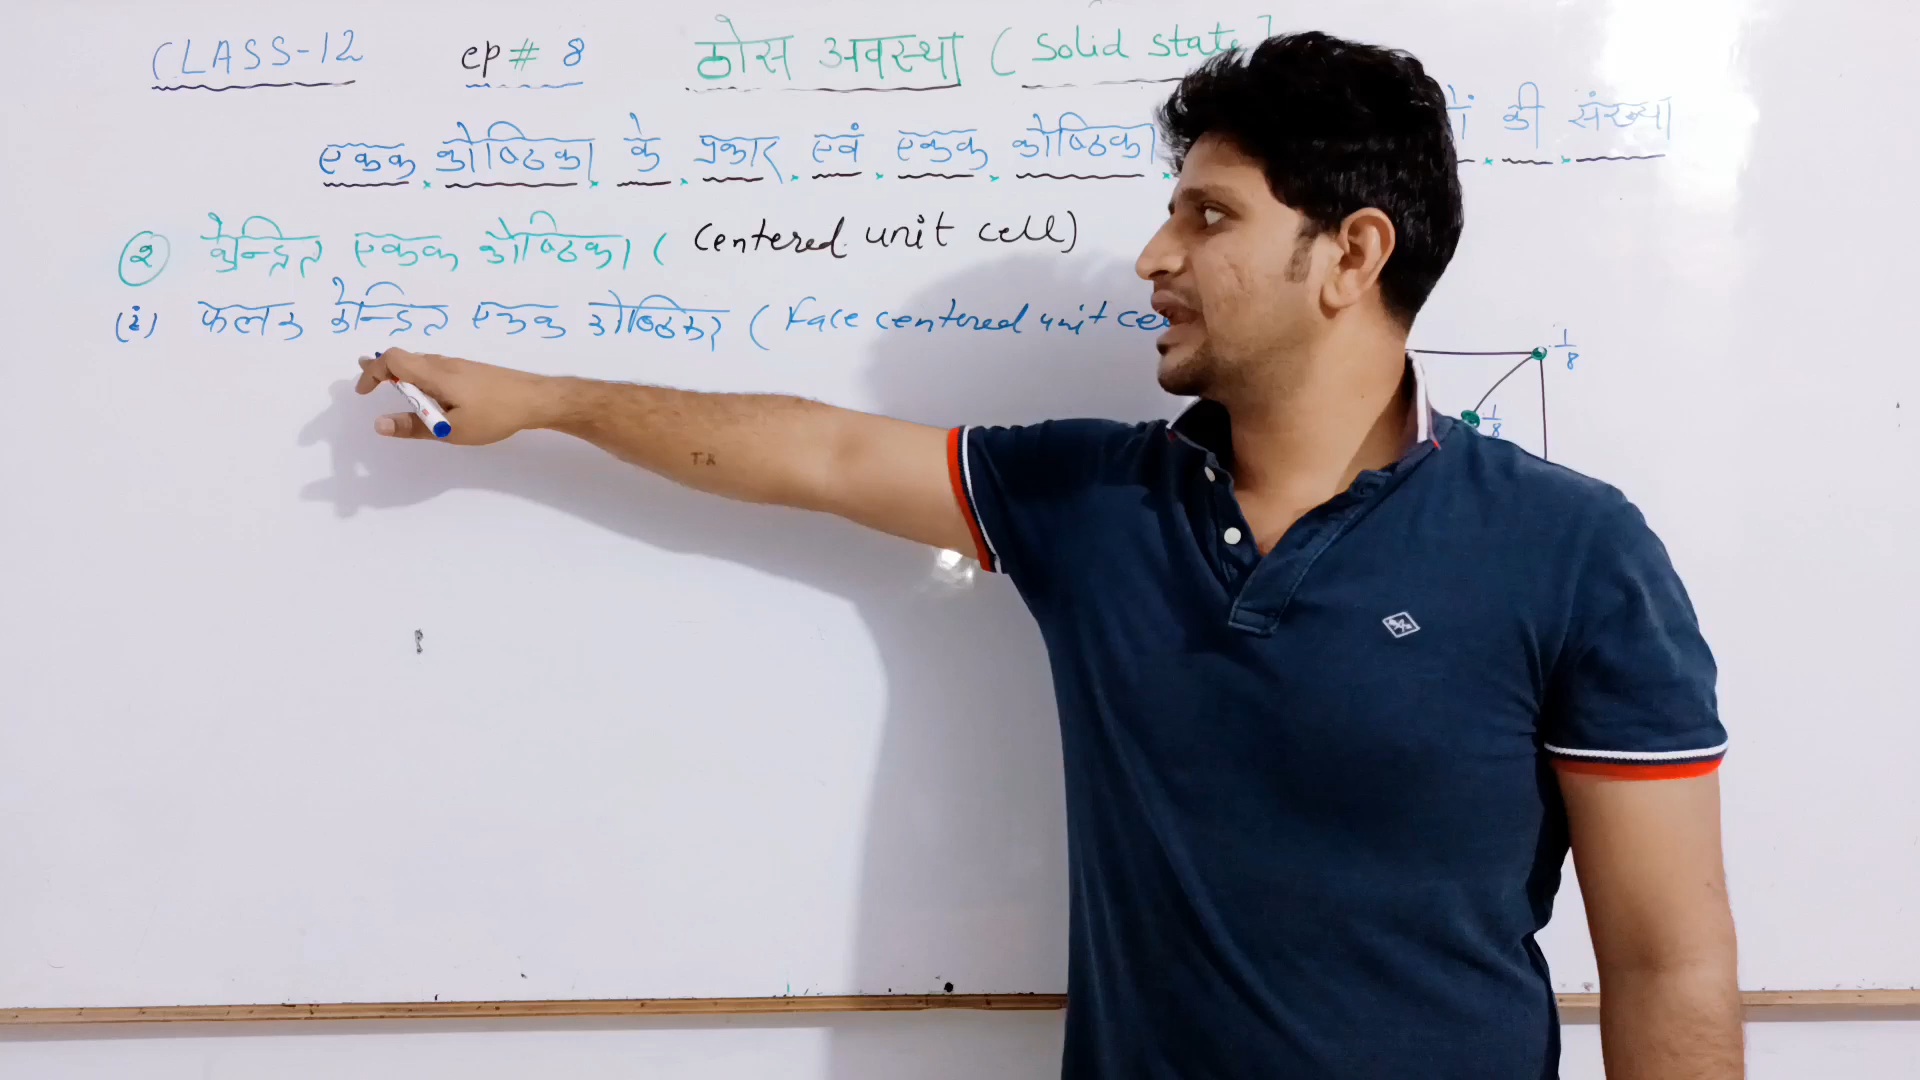 CLASS-12 ep # 8 ठोस अवस्था ( Solid state)
एकक कोष्ठिका के प्रकार एवं एकक कोष्ठिका की संख्या
② केन्द्रित एकक कोष्ठिका ( Centered unit cell)
(i) फलक केन्द्रित एकक कोष्ठिका ( Face centered unit ce
1/8
1/8
T.K